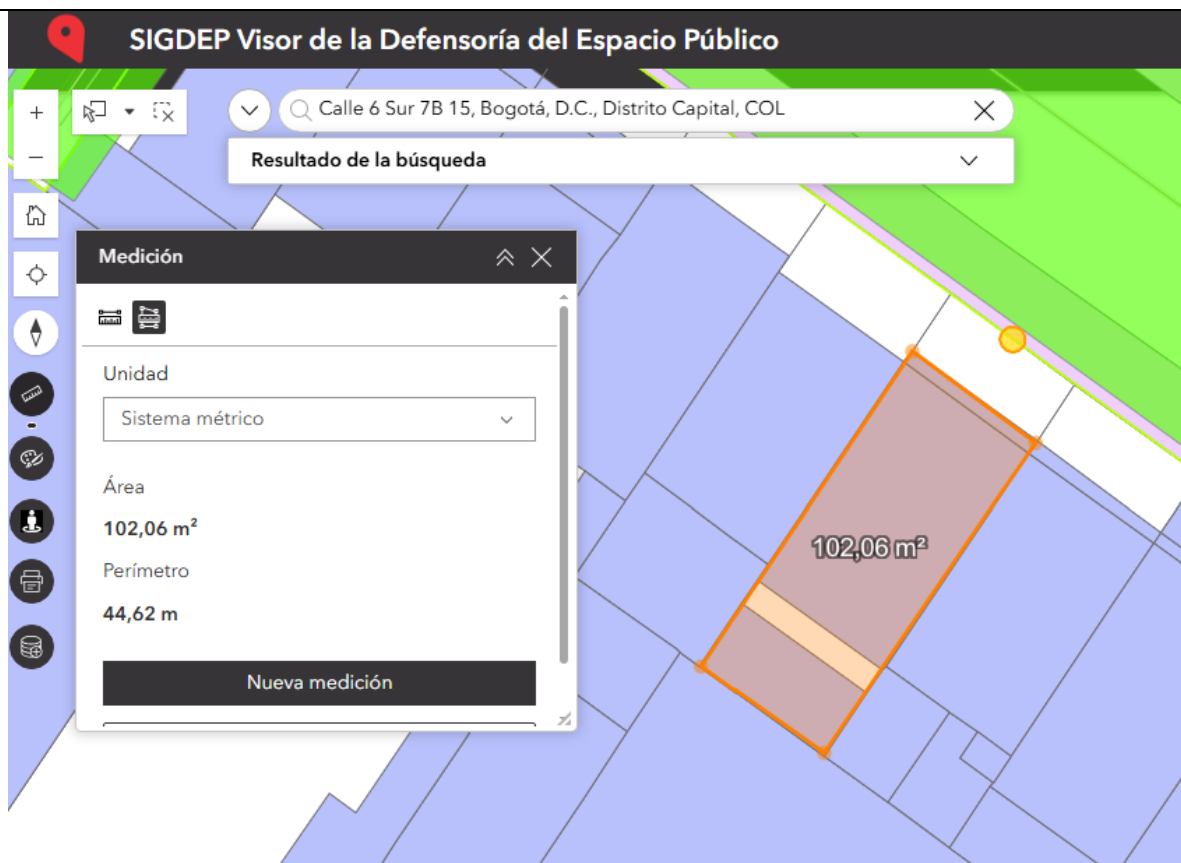 SIGDEP Visor de la Defensoría del Espacio Público
Calle 6 Sur 7B 15, Bogotá, D.C., Distrito Capital, COL
Resultado de la búsqueda
Medición
Unidad
Sistema métrico
Área
102,06 m²
Perímetro
44,62 m
Nueva medición
102,06 m²